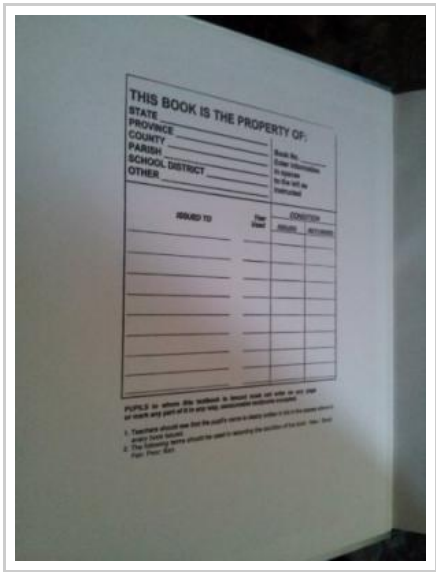 THIS BOOK IS THE PROPERTY OF:
STATE
PROVINCE
COUNTY
PARISH
SCHOOL DISTRICT
OTHER
Book No.
Enter information
in spaces
to the left as
instructed
ISSUED TO
Year
Used
CONDITION
ISSUED
RETURNED
PUPILS to whom this textbook is issued must not write on any page
or mark any part of it in any way, consumable textbooks excepted.
1. Teachers should see that the pupil's name is clearly written in ink in the spaces above in
every book issued.
2. The following terms should be used in recording the condition of the book: New; Good;
Fair; Poor; Bad.